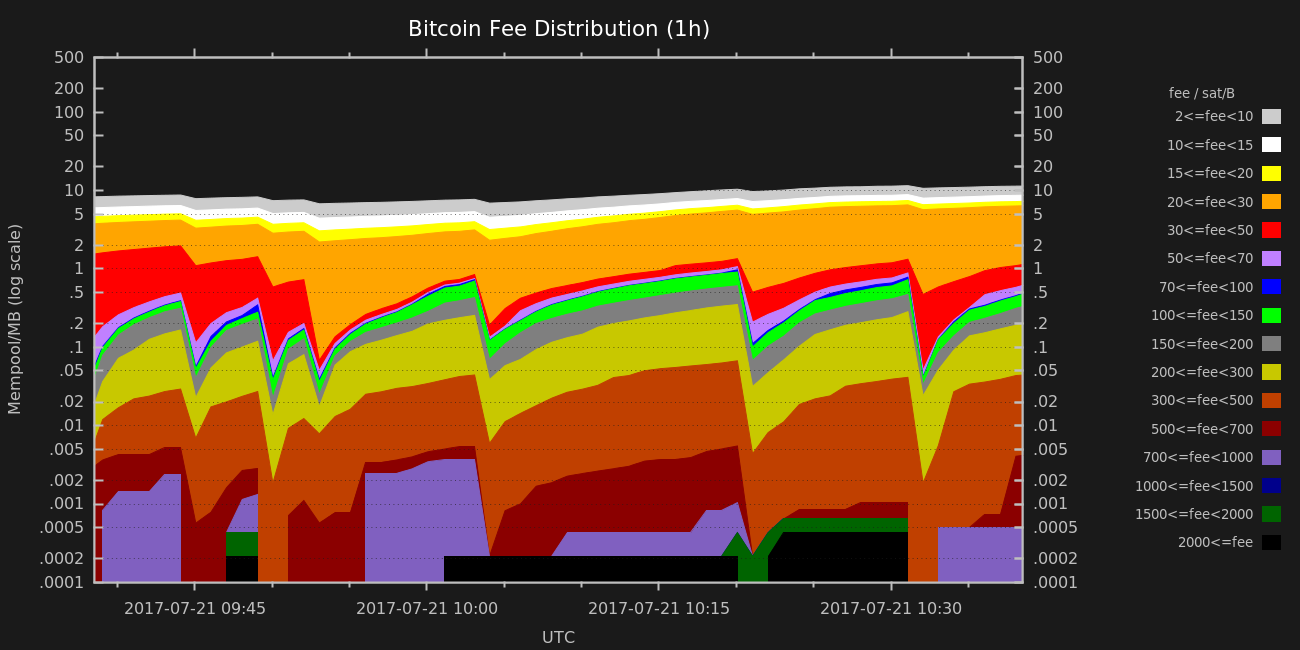 Bitcoin Fee Distribution (1h)
500
200
100
50
20
10
5
2
1
.5
.2
.1
.05
.02
.01
.005
.002
.001
.0005
.0002
.0001
Mempool/MB (log scale)
500
200
100
50
20
10
5
2
1
.5
.2
.1
.05
.02
.01
.005
.002
.001
.0005
.0002
.0001
2017-07-21 09:45 2017-07-21 10:00 2017-07-21 10:15 2017-07-21 10:30
UTC
fee / sat/B
2<=fee<10
10<=fee<15
15<=fee<20
20<=fee<30
30<=fee<50
50<=fee<70
70<=fee<100
100<=fee<150
150<=fee<200
200<=fee<300
300<=fee<500
500<=fee<700
700<=fee<1000
1000<=fee<1500
1500<=fee<2000
2000<=fee